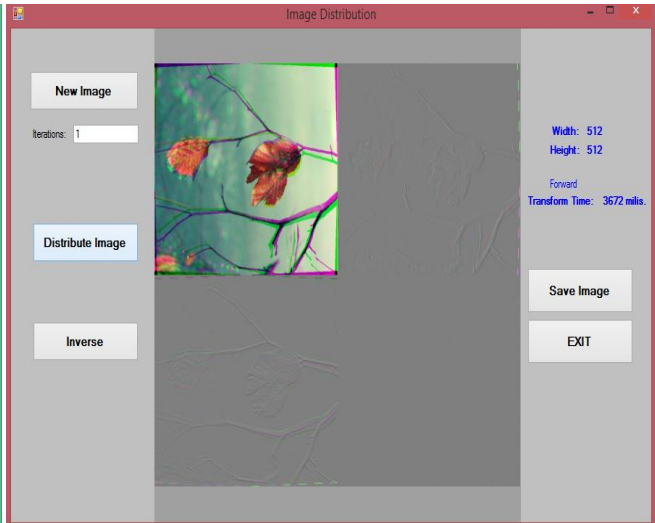 Image Distribution
New Image
Iterations: 1
Distribute Image
Inverse
Width: 512
Height: 512
Forward
Transform Time: 3672 milis.
Save Image
EXIT